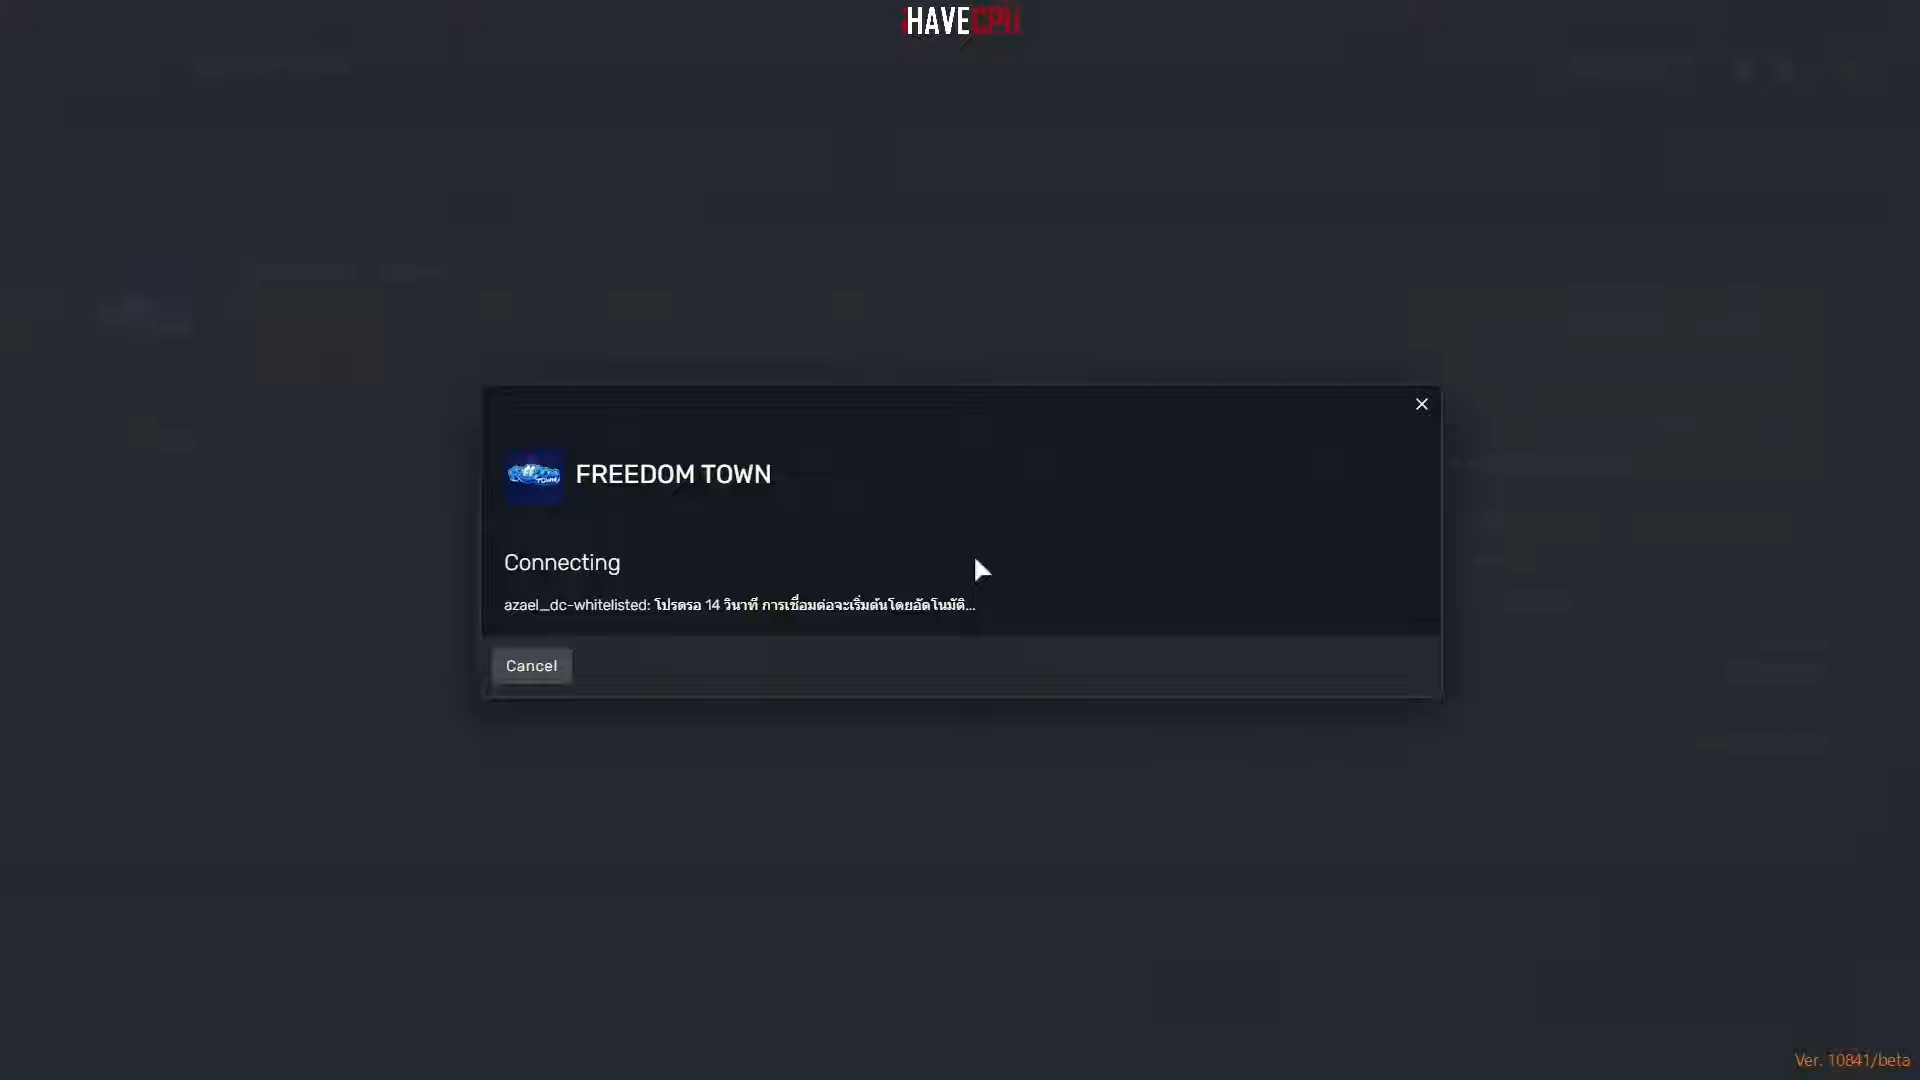 iHAVECPU
FREEDOM TOWN
Connecting
azael_dc-whitelisted: โปรดรอ 14 วินาที การเชื่อมต่อจะเริ่มต้นโดยอัตโนมัติ...
Cancel
Ver. 10841/beta